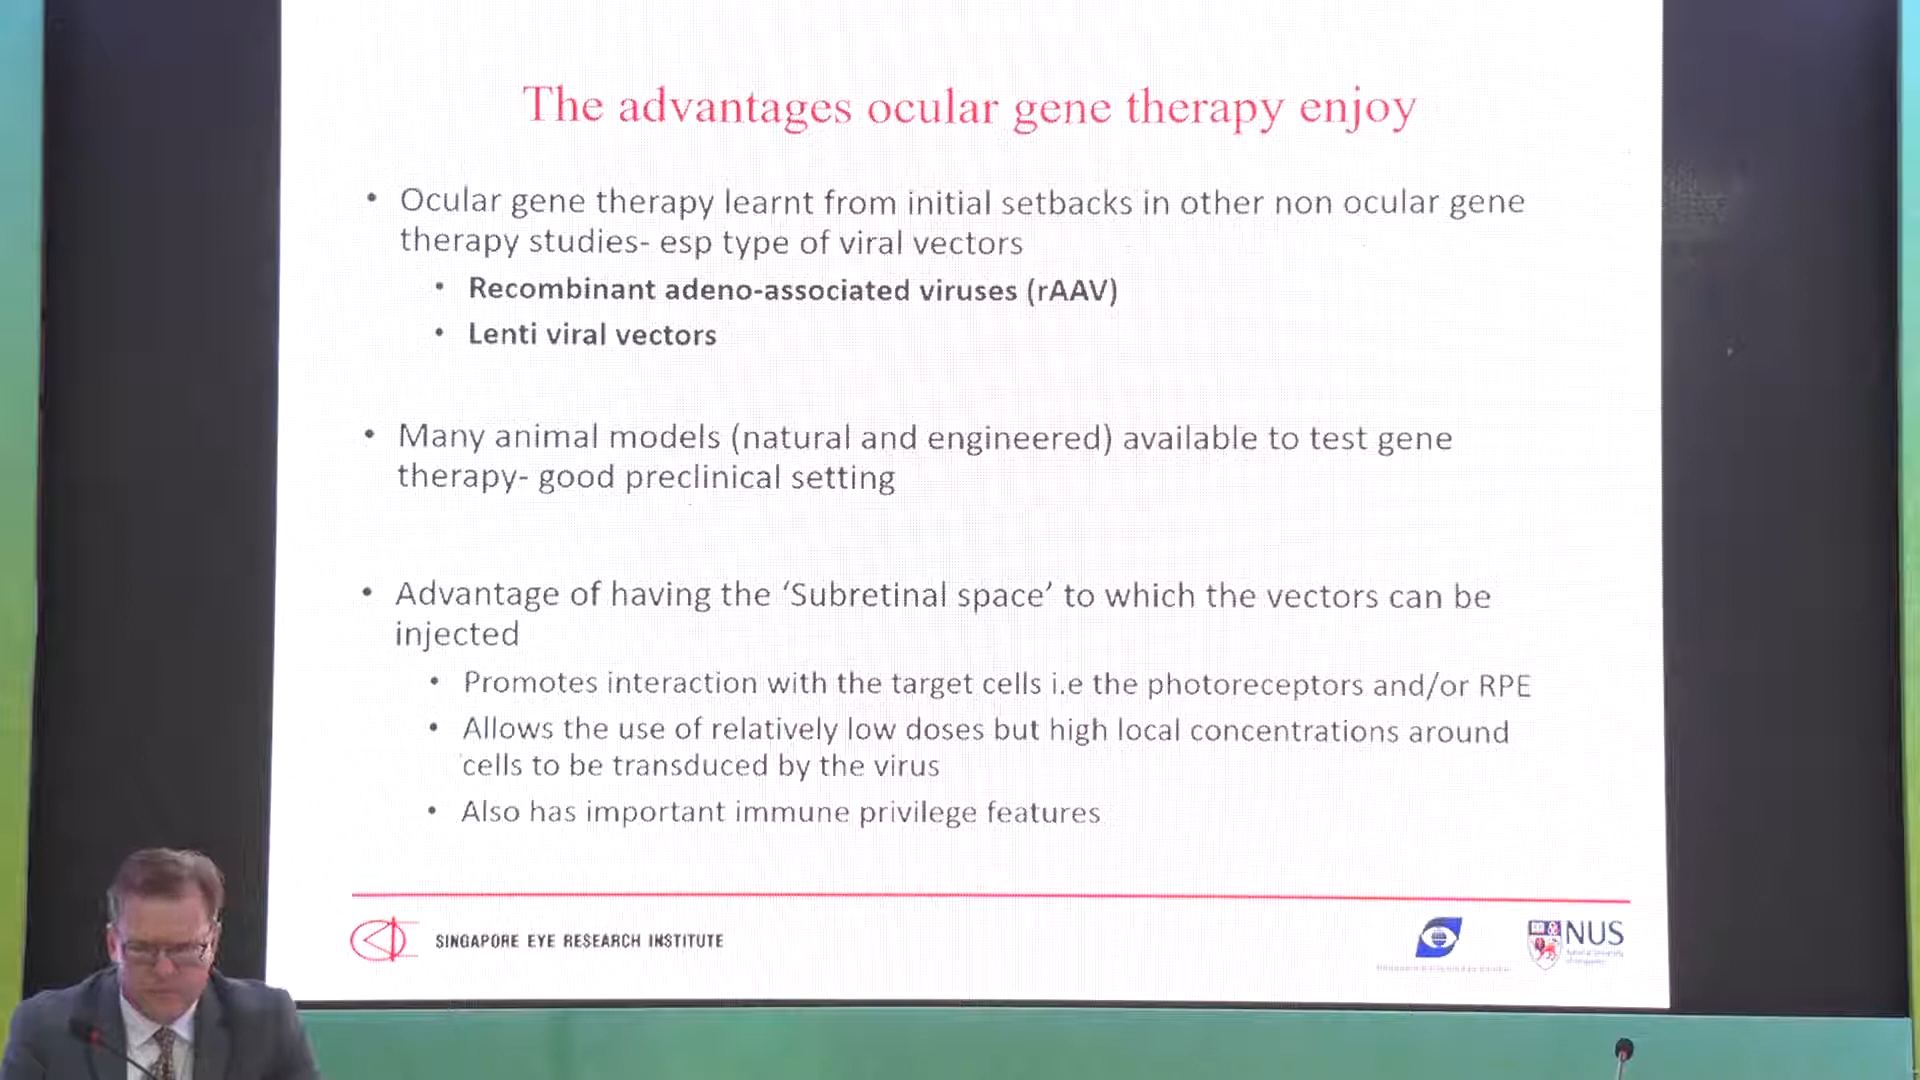 The advantages ocular gene therapy enjoy
• Ocular gene therapy learnt from initial setbacks in other non ocular gene
therapy studies- esp type of viral vectors
• Recombinant adeno-associated viruses (rAAV)
• Lenti viral vectors
• Many animal models (natural and engineered) available to test gene
therapy- good preclinical setting
• Advantage of having the ‘Subretinal space’ to which the vectors can be
injected
• Promotes interaction with the target cells i.e the photoreceptors and/or RPE
• Allows the use of relatively low doses but high local concentrations around
cells to be transduced by the virus
• Also has important immune privilege features
SINGAPORE EYE RESEARCH INSTITUTE
NUS